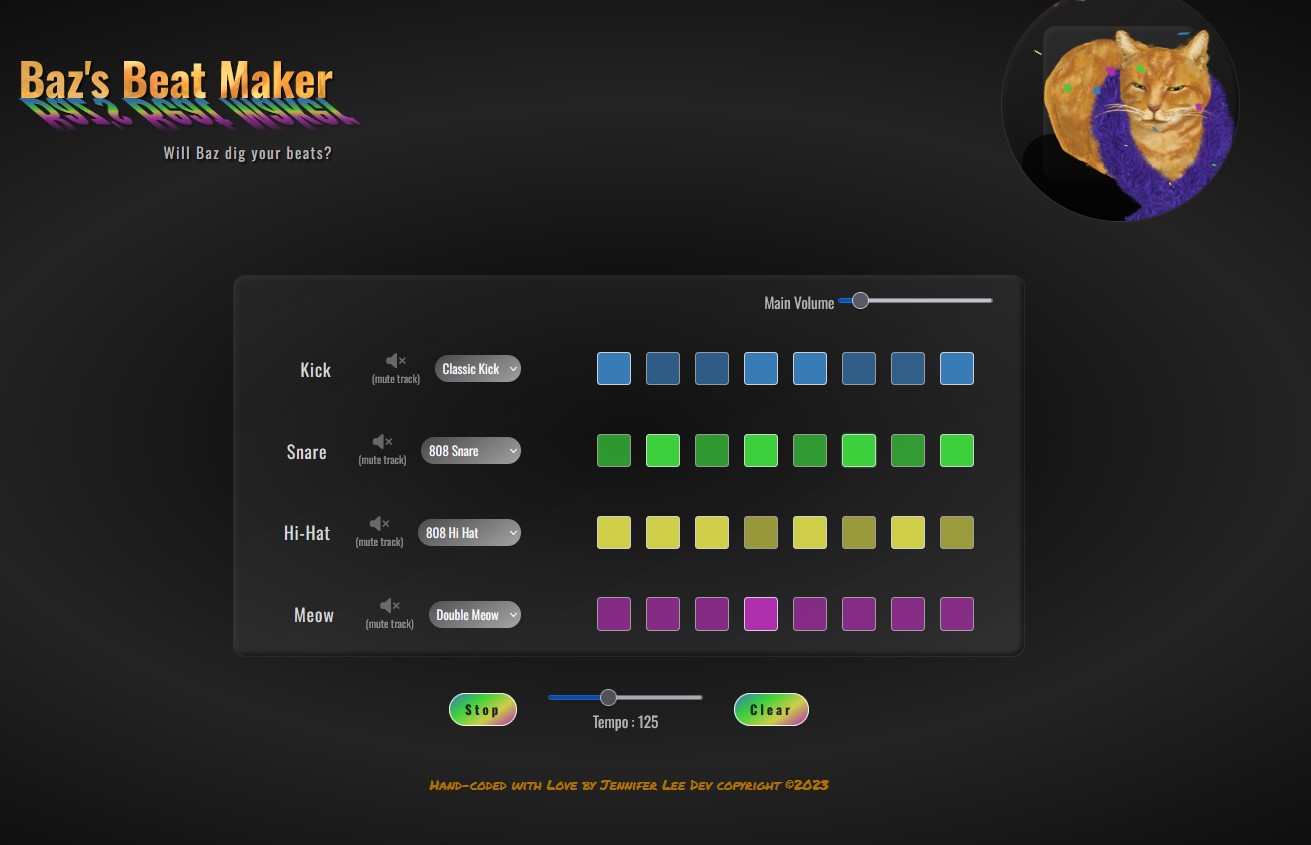 Baz's Beat Maker
Will Baz dig your beats?
Main Volume
Kick
(mute track)
Classic Kick
Snare
(mute track)
808 Snare
Hi-Hat
(mute track)
808 Hi Hat
Meow
(mute track)
Double Meow
Stop
Tempo : 125
Clear
Hand-coded with Love by Jennifer Lee Dev copyright ©2023